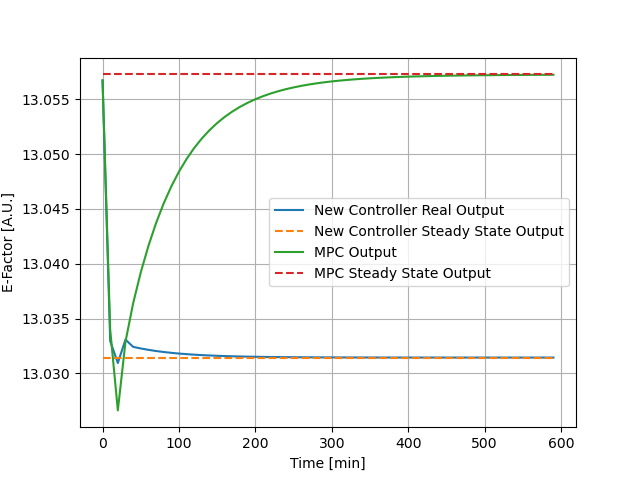 13.055
13.050
13.045
13.040
13.035
13.030
E-Factor [A.U.]
New Controller Real Output
New Controller Steady State Output
MPC Output
MPC Steady State Output
0 100 200 300 400 500 600
Time [min]